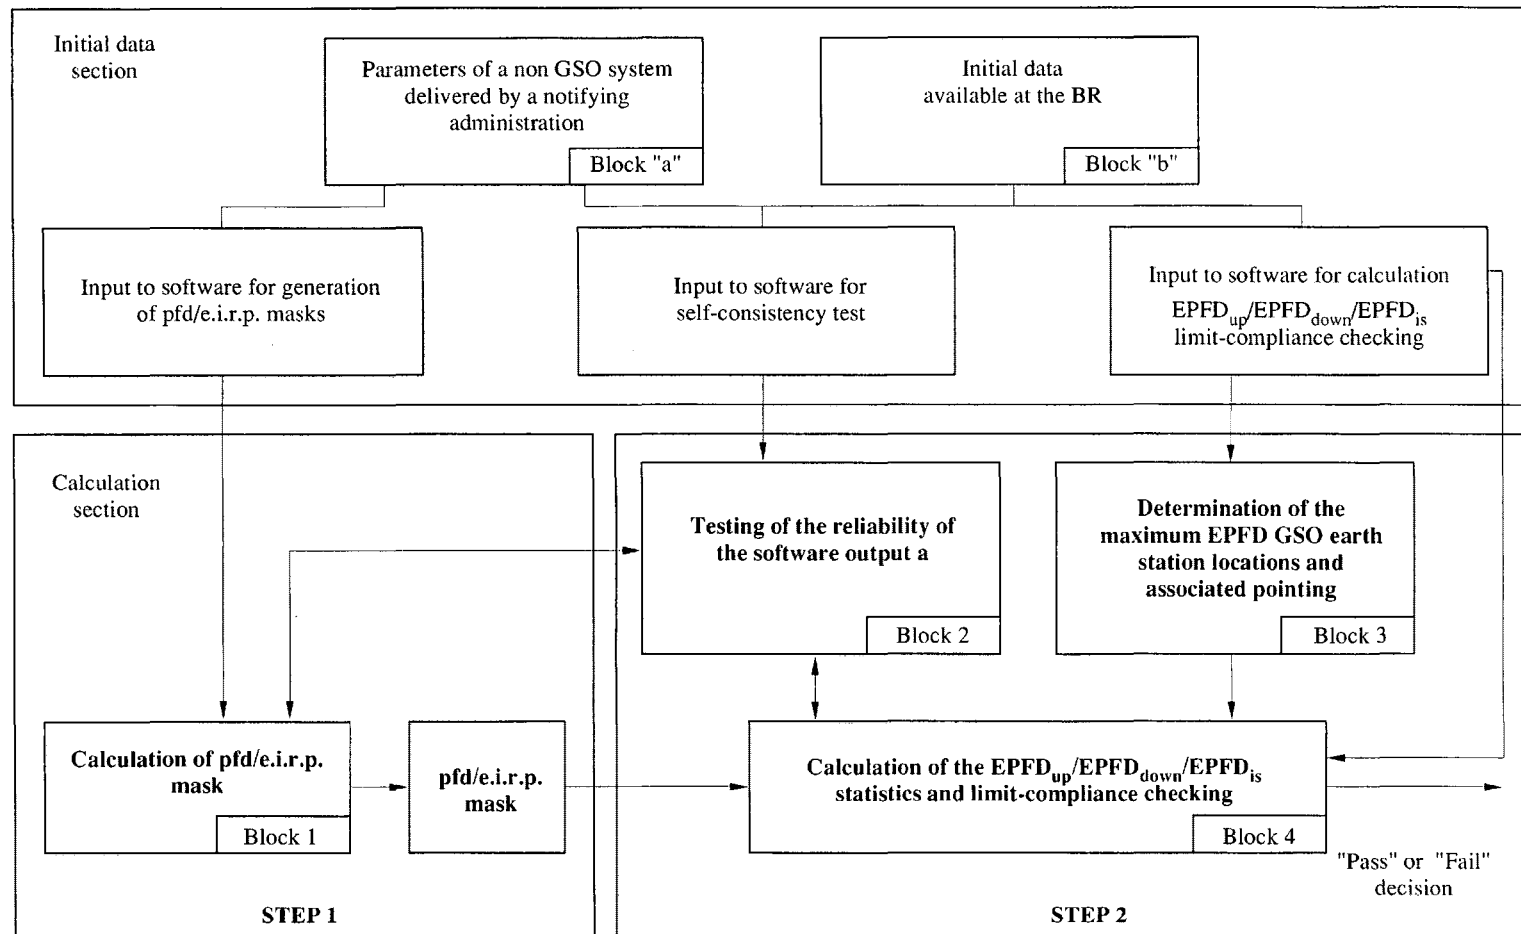 Initial data
section
Parameters of a non GSO system
delivered by a notifying
administration
Block "a"
Initial data
available at the BR
Block "b"
Input to software for generation
of pfd/e.i.r.p. masks
Input to software for
self-consistency test
Input to software for calculation
EPFDup/EPFDdown/EPFDis
limit-compliance checking
Calculation
section
Testing of the reliability of
the software output a
Block 2
Determination of the
maximum EPFD GSO earth
station locations and
associated pointing
Block 3
Calculation of pfd/e.i.r.p.
mask
Block 1
pfd/e.i.r.p.
mask
Calculation of the EPFDup/EPFDdown/EPFDis
statistics and limit-compliance checking
Block 4
"Pass" or "Fail"
decision
STEP 1
STEP 2